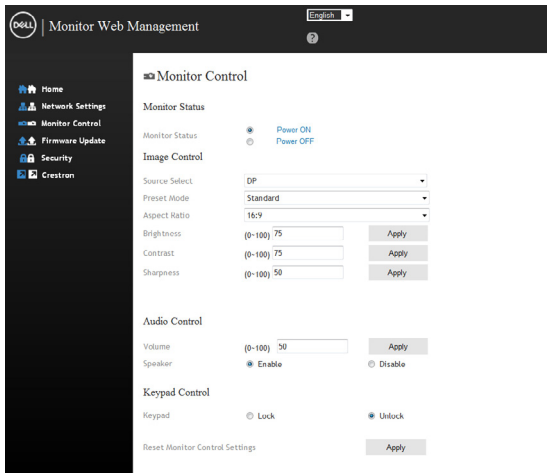 DELL Monitor Web Management
English
?
Home
Network Settings
Monitor Control
Firmware Update
Security
Crestron
Monitor Control
Monitor Status
Monitor Status Power ON
Power OFF
Image Control
Source Select DP
Preset Mode Standard
Aspect Ratio 16:9
Brightness (0~100) 75 Apply
Contrast (0~100) 75 Apply
Sharpness (0~100) 50 Apply
Audio Control
Volume (0~100) 50 Apply
Speaker Enable Disable
Keypad Control
Keypad Lock Unlock
Reset Monitor Control Settings Apply